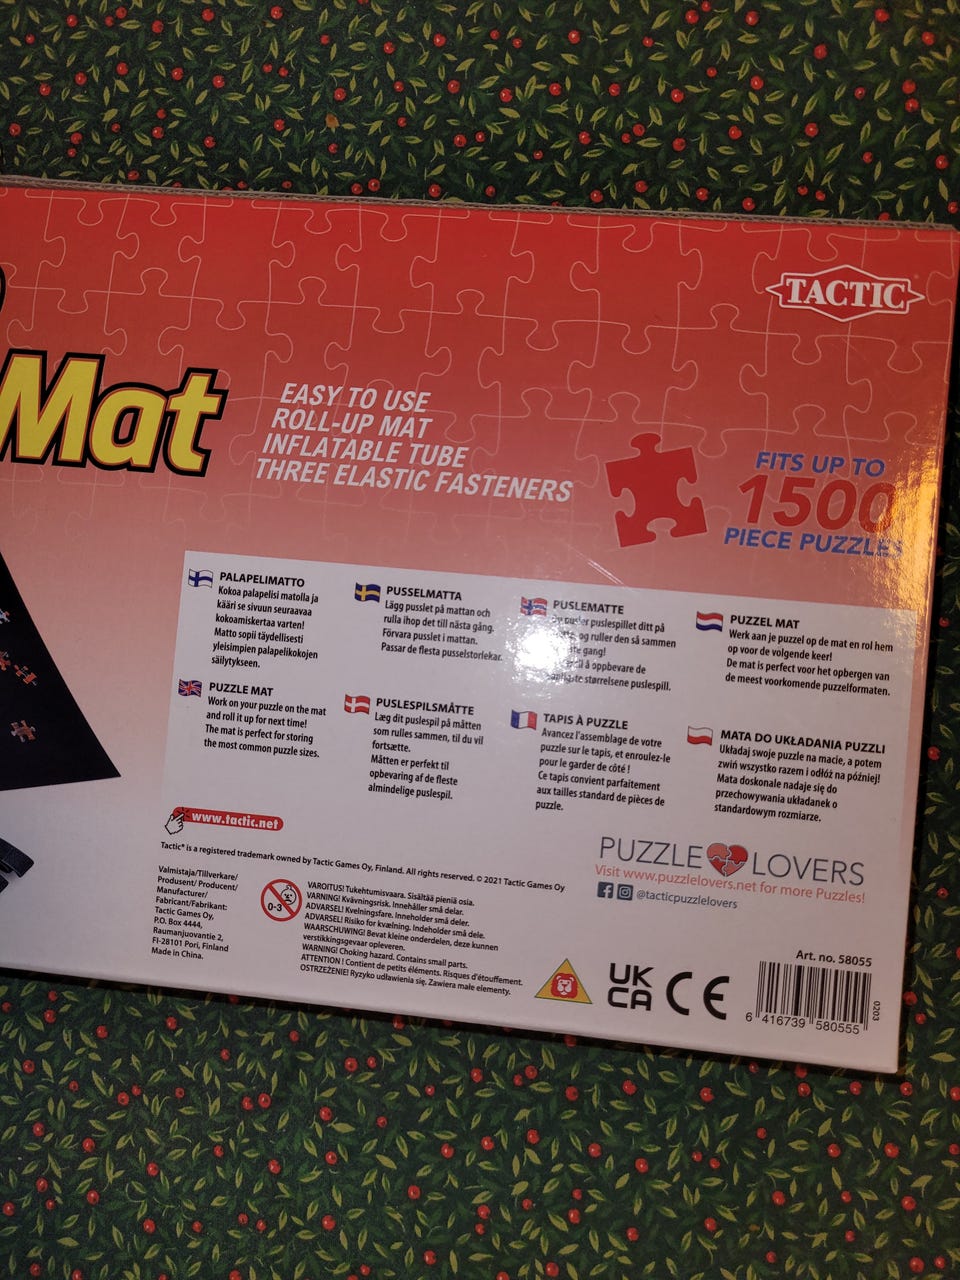 TACTIC
Mat
EASY TO USE
ROLL-UP MAT
INFLATABLE TUBE
THREE ELASTIC FASTENERS
FITS UP TO
1500
PIECE PUZZLES
PALAPELIMATTO
Kokoa palapelisi matolla ja
kääri se sivuun seuraavaa
kokoamiskertaa varten!
Matto sopii täydellisesti
yleisimpien palapelikokojen
säilytykseen.
PUSSELMATTA
Lägg pusslet på mattan och
rulla ihop det till nästa gång.
Förvara pusslet i mattan.
Passar de flesta pusselstorlekar.
PUSLEMATTE
puslespillet ditt på
og ruller den så sammen
gang!
å oppbevare de
størrelsene puslespill.
PUZZEL MAT
Werk aan je puzzel op de mat en rol hem
op voor de volgende keer!
De mat is perfect voor het opbergen van
de meest voorkomende puzzelformaten.
PUZZLE MAT
Work on your puzzle on the mat
and roll it up for next time!
The mat is perfect for storing
the most common puzzle sizes.
PUSLESPILSMÅTTE
Læg dit puslespil på måtten
som rulles sammen, til du vil
fortsætte.
Måtten er perfekt til
opbevaring af de fleste
almindelige puslespil.
TAPIS À PUZZLE
Avancez l'assemblage de votre
puzzle sur le tapis, et enroulez-le
pour le garder de côté !
Ce tapis convient parfaitement
aux tailles standard de pièces de
puzzle.
MATA DO UKŁADANIA PUZZLI
Układaj swoje puzzle na macie, a potem
zwiń wszystko razem i odłóż na później!
Mata doskonale nadaje się do
przechowywania układanek o
standardowym rozmiarze.
www.tactic.net
Tactic® is a registered trademark owned by Tactic Games Oy, Finland. All rights reserved. © 2021 Tactic Games Oy
PUZZLE LOVERS
Visit www.puzzlelovers.net for more Puzzles!
@tacticpuzzlelovers
Valmistaja/Tillverkare/
Produsent/Producent/
Manufacturer/
Fabricant/Fabrikant:
Tactic Games Oy,
P.O. Box 4444,
Raumanjuovantie 2,
FI-28101 Pori, Finland
Made in China.
0-3
VAROITUS! Tukehtumisvaara. Sisältää pieniä osia.
VARNING! Kvävningsrisk. Innehåller små delar.
ADVARSEL! Kvelningsfare. Inneholder små deler.
ADVARSEL! Risiko for kvælning. Indeholder små dele.
WAARSCHUWING! Bevat kleine onderdelen, deze kunnen
verstikkingsgevaar opleveren.
WARNING! Choking hazard. Contains small parts.
ATTENTION ! Contient de petits éléments. Risques d'étouffement.
OSTRZEŻENIE! Ryzyko udławienia się. Zawiera małe elementy.
UK
CA
CE
Art. no. 58055
6 416739 580555
0203